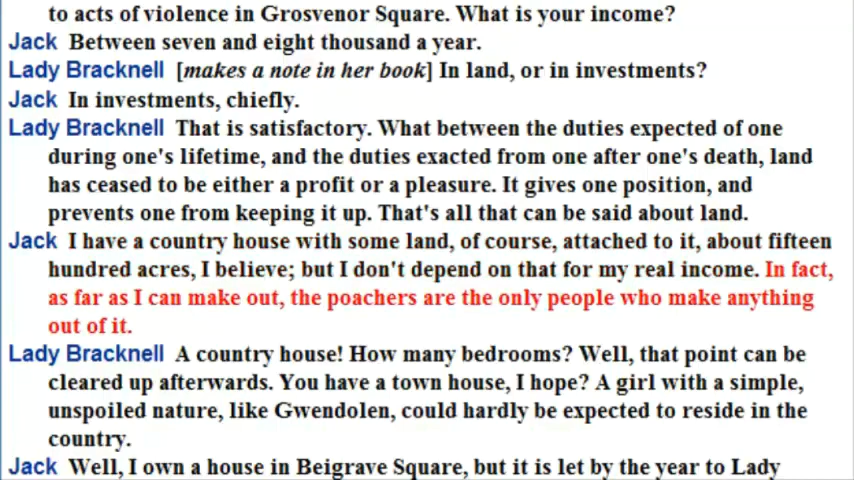 to acts of violence in Grosvenor Square. What is your income?
Jack Between seven and eight thousand a year.
Lady Bracknell [makes a note in her book] In land, or in investments?
Jack In investments, chiefly.
Lady Bracknell That is satisfactory. What between the duties expected of one
during one's lifetime, and the duties exacted from one after one's death, land
has ceased to be either a profit or a pleasure. It gives one position, and
prevents one from keeping it up. That's all that can be said about land.
Jack I have a country house with some land, of course, attached to it, about fifteen
hundred acres, I believe; but I don't depend on that for my real income. In fact,
as far as I can make out, the poachers are the only people who make anything
out of it.
Lady Bracknell A country house! How many bedrooms? Well, that point can be
cleared up afterwards. You have a town house, I hope? A girl with a simple,
unspoiled nature, like Gwendolen, could hardly be expected to reside in the
country.
Jack Well, I own a house in Beigrave Square, but it is let by the year to Lady